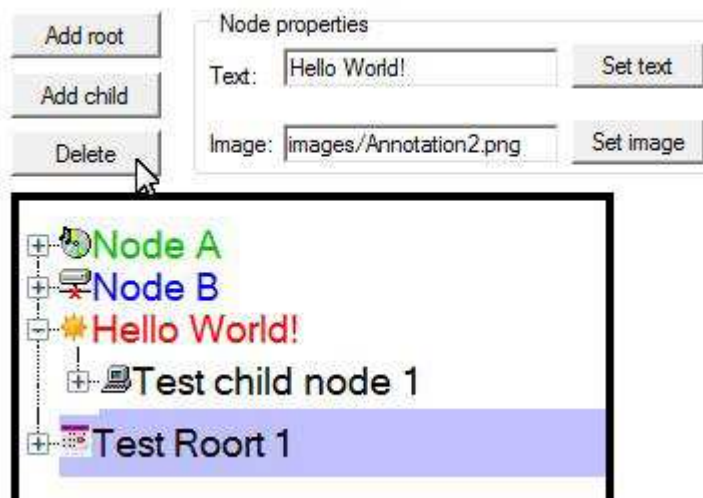 Add root
Add child
Delete
Node properties
Text: Hello World! Set text
Image: images/Annotation2.png Set image
Node A
Node B
Hello World!
Test child node 1
Test Roort 1